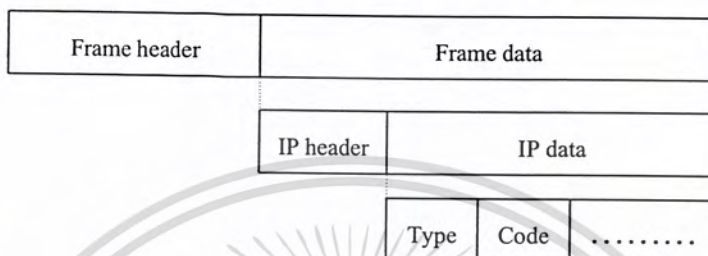 Frame header Frame data
IP header IP data
Type Code .........